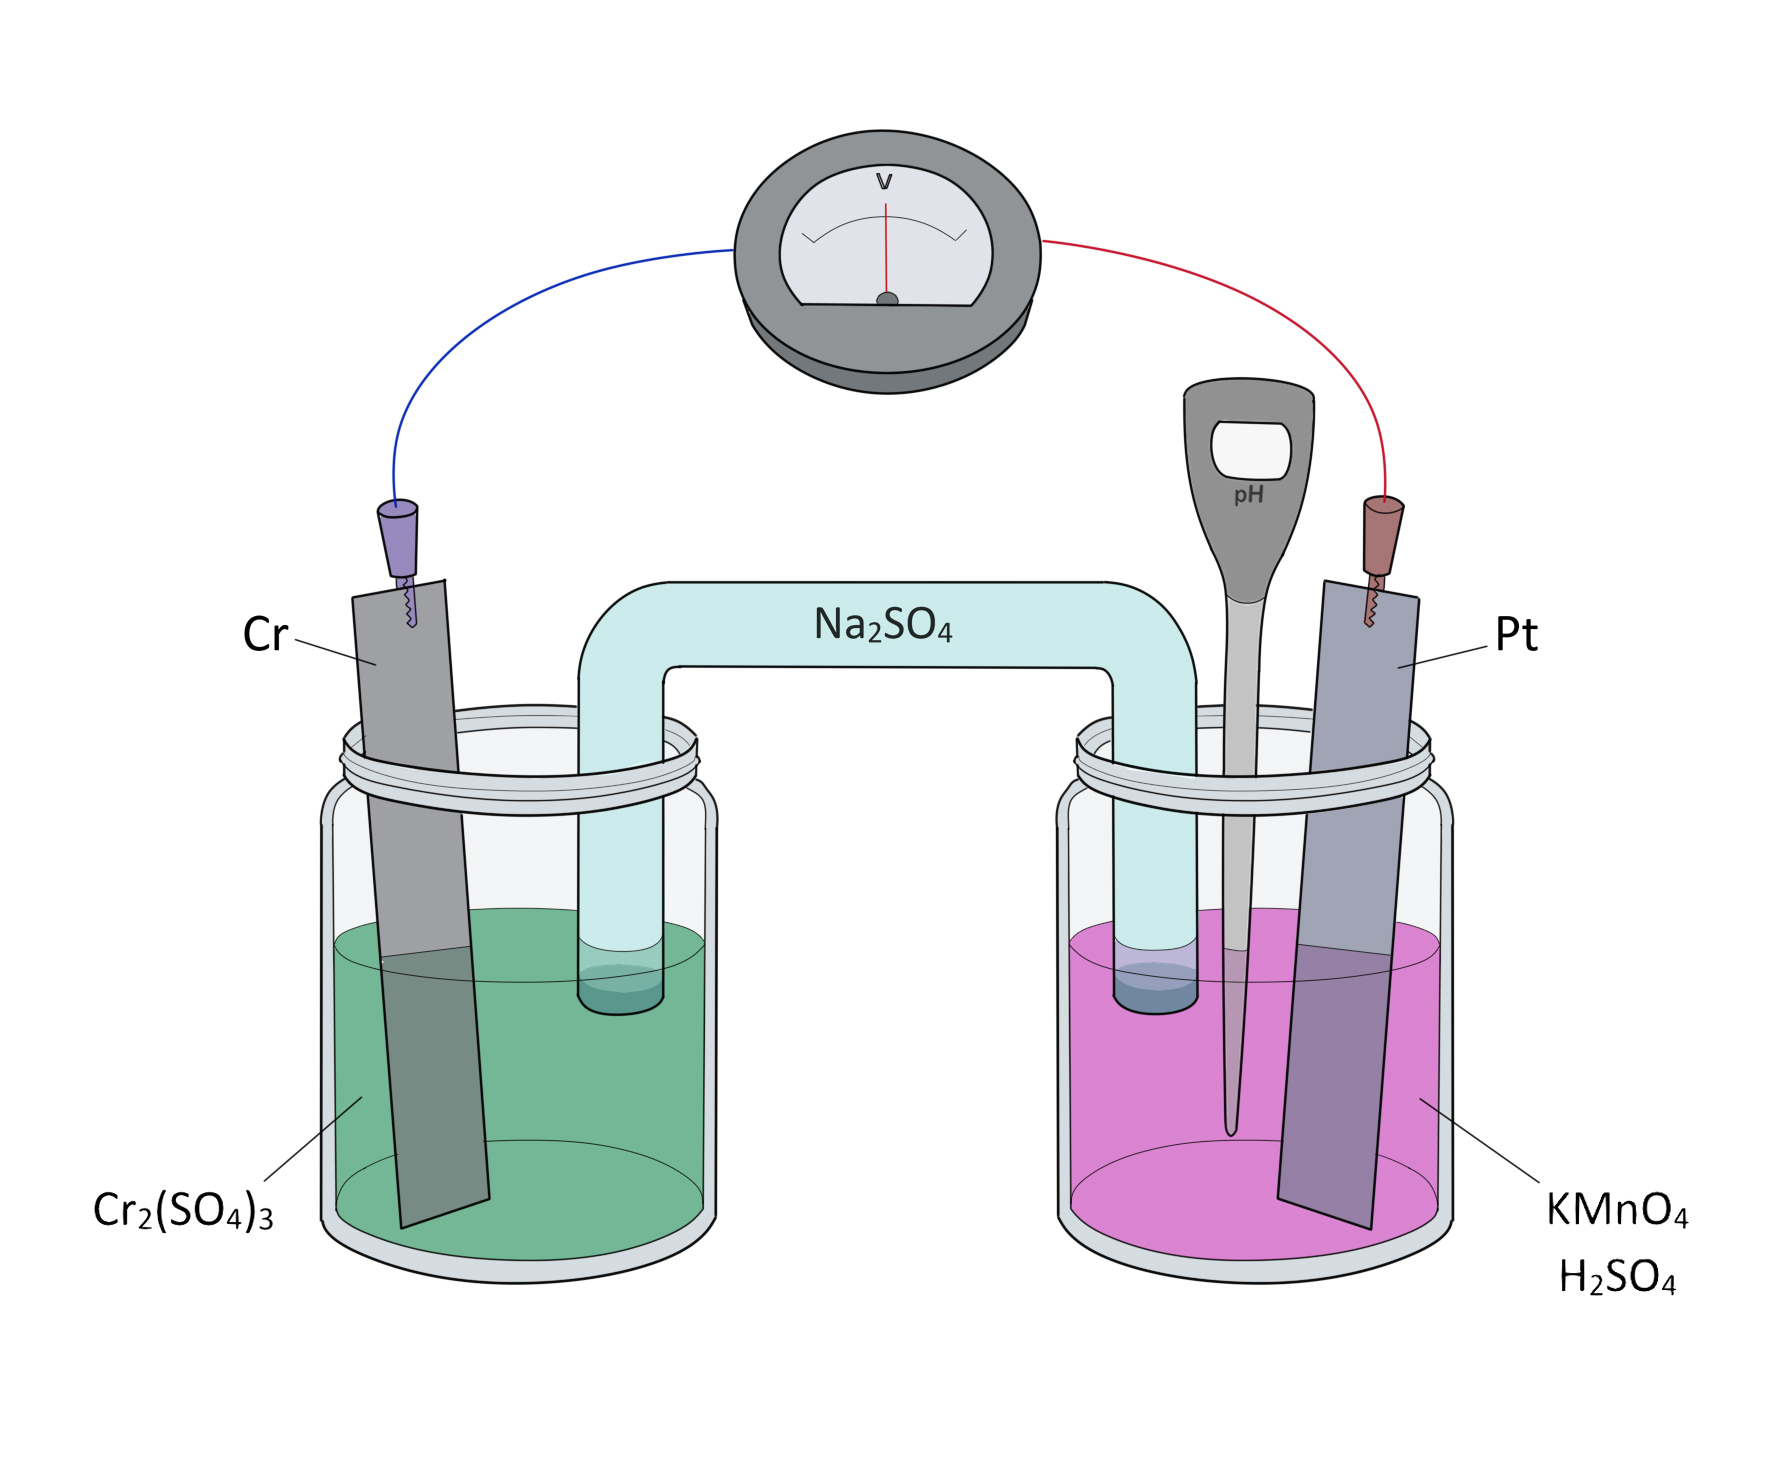 V
pH
Na₂SO₄
Cr
Pt
Cr₂(SO₄)₃
KMnO₄
H₂SO₄